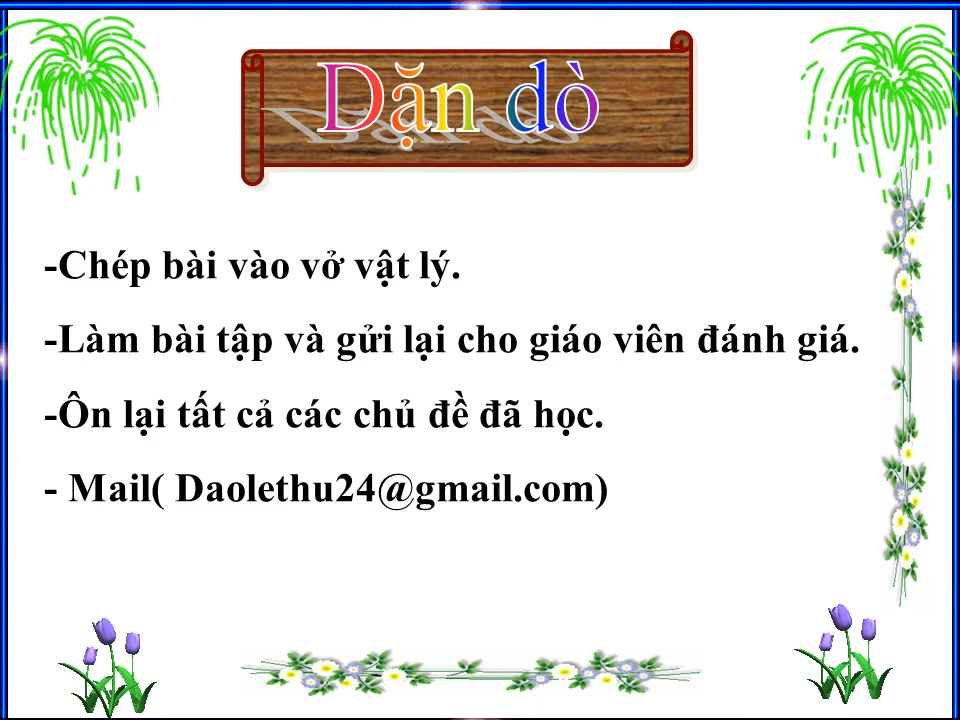 Dặn dò
-Chép bài vào vở vật lý.
-Làm bài tập và gửi lại cho giáo viên đánh giá.
-Ôn lại tất cả các chủ đề đã học.
- Mail( Daolethu24@gmail.com)